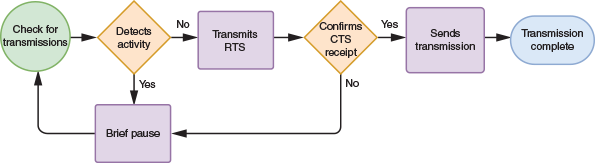 Check for
transmissions
Detects
activity
No
Transmits
RTS
Confirms
CTS
receipt
Yes
Sends
transmission
Transmission
complete
Yes
No
Brief pause